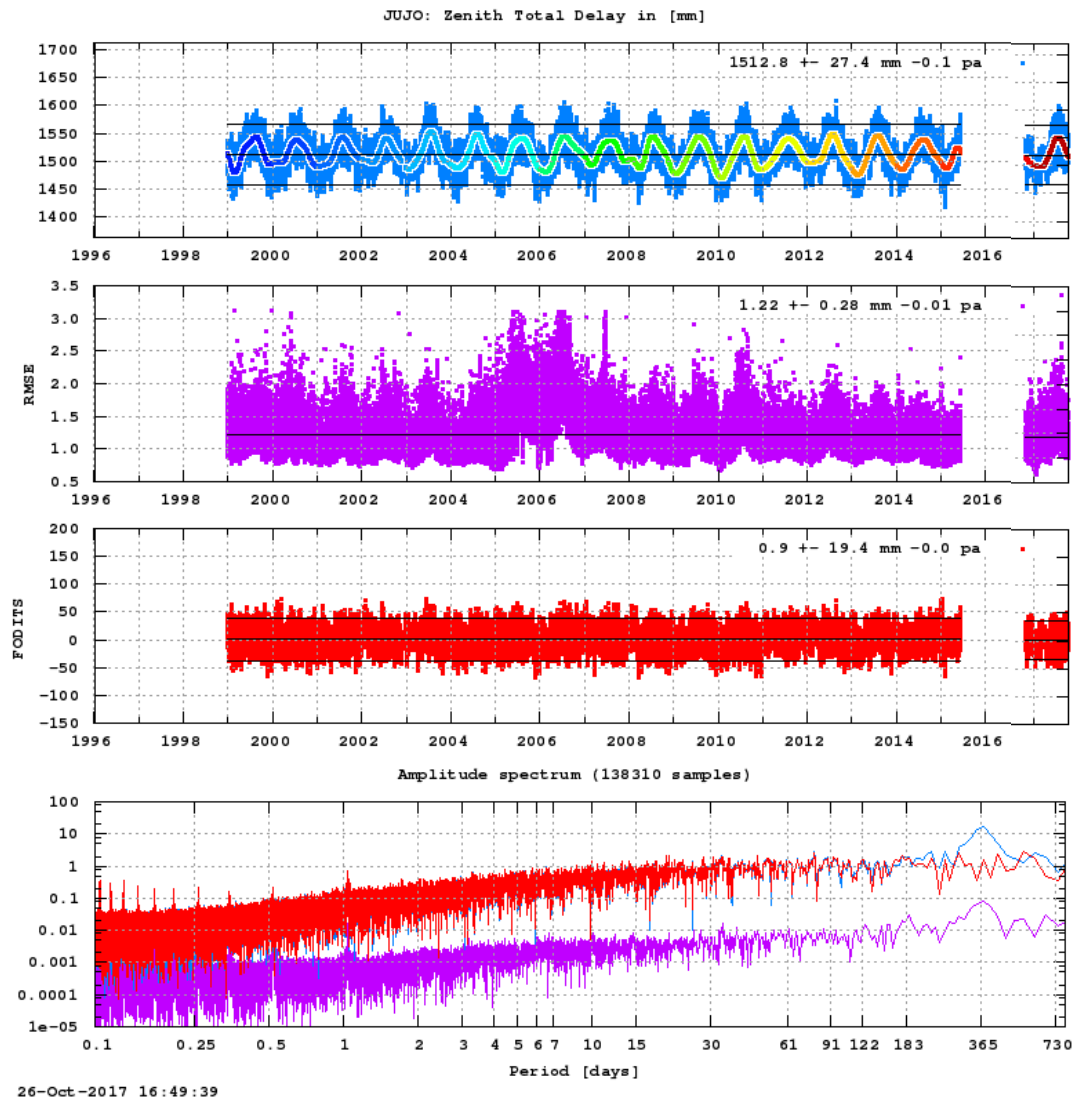 JUJO: Zenith Total Delay in [mm]
1700
1650
1600
1550
1500
1450
1400
1512.8 +- 27.4 mm -0.1 pa
1996 1998 2000 2002 2004 2006 2008 2010 2012 2014 2016
3.5
3.0
2.5
2.0
1.5
1.0
0.5
RMSE
1.22 +- 0.28 mm -0.01 pa
1996 1998 2000 2002 2004 2006 2008 2010 2012 2014 2016
200
150
100
50
0
-50
-100
-150
FODITS
0.9 +- 19.4 mm -0.0 pa
1996 1998 2000 2002 2004 2006 2008 2010 2012 2014 2016
Amplitude spectrum (138310 samples)
100
10
1
0.1
0.01
0.001
0.0001
1e-05
0.1 0.25 0.5 1 2 3 4 5 6 7 10 15 30 61 91 122 183 365 730
Period [days]
26-Oct-2017 16:49:39